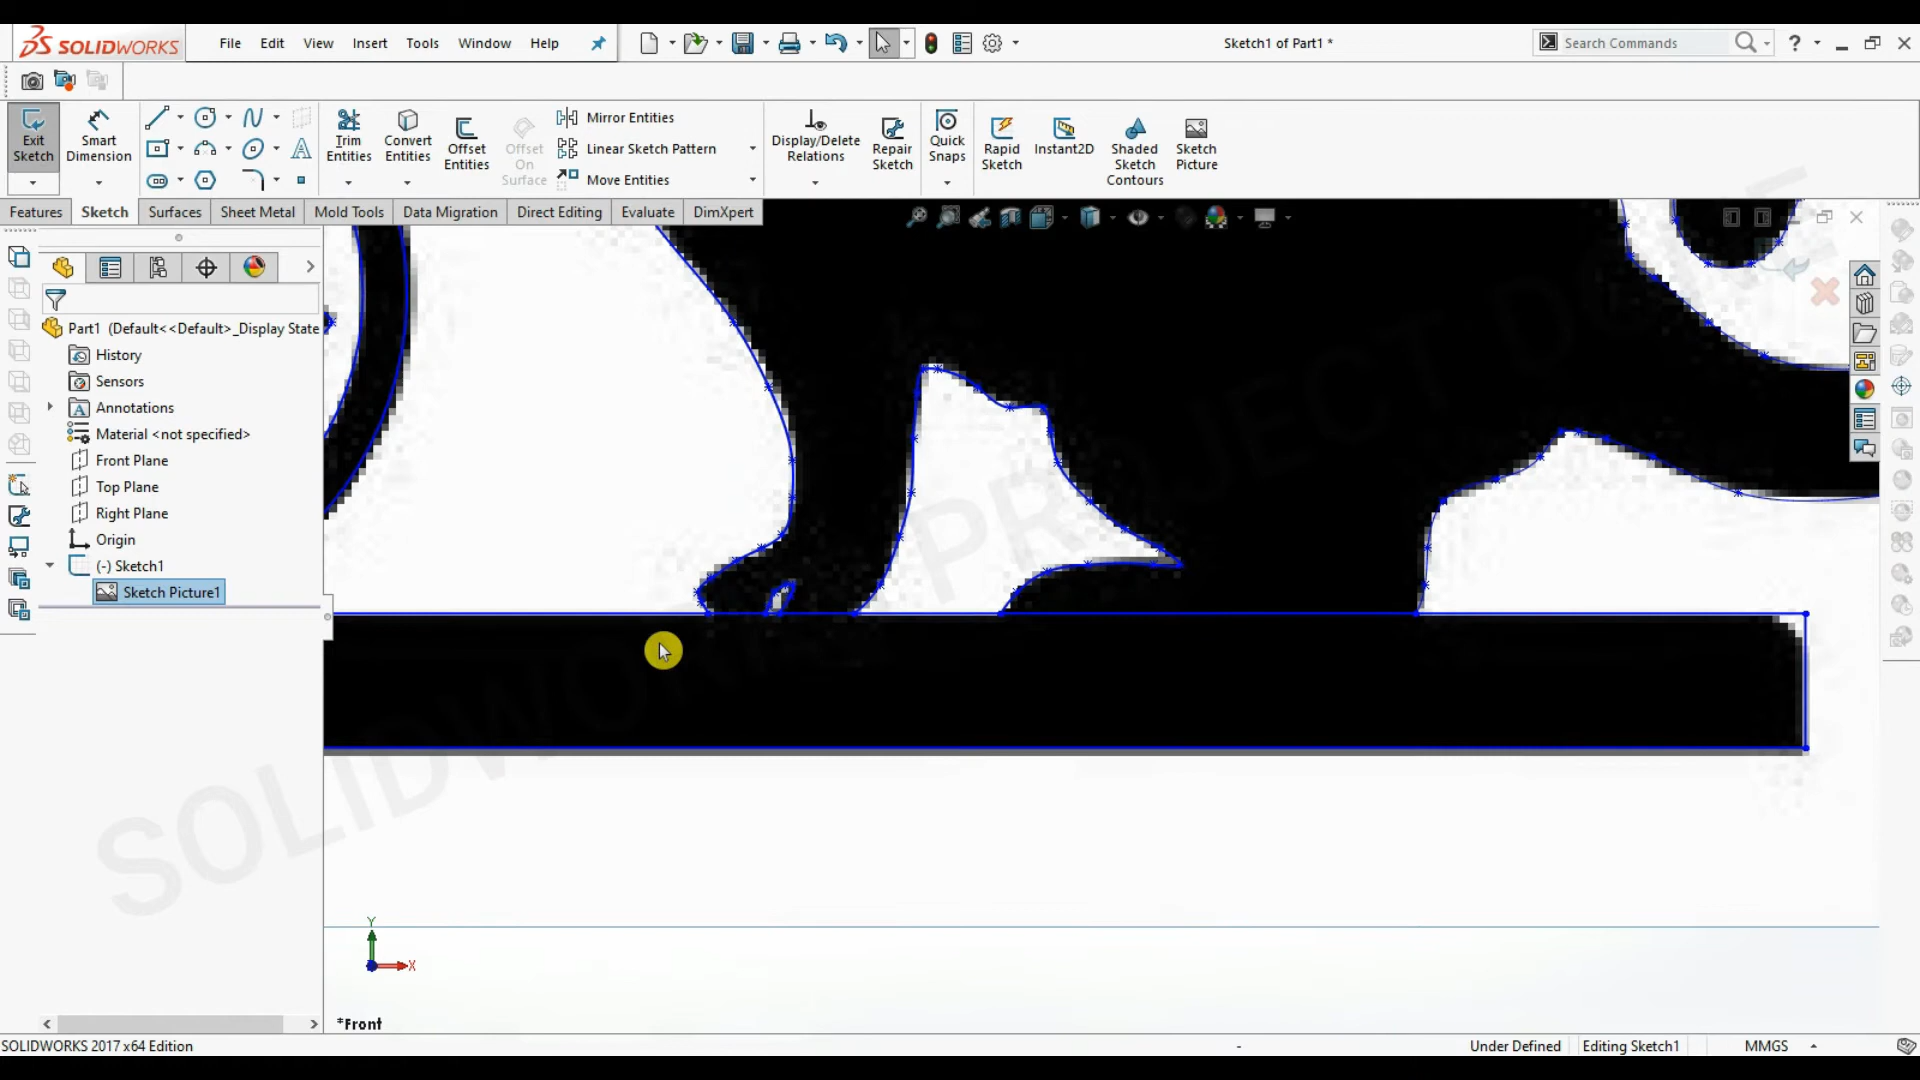 SOLIDWORKS File Edit View Insert Tools Window Help Sketch1 of Part1 * Search Commands ?
Exit Sketch Smart Dimension Trim Entities Convert Entities Offset Entities Offset On Surface Mirror Entities Linear Sketch Pattern Move Entities Display/Delete Relations Repair Sketch Quick Snaps Rapid Sketch Instant2D Shaded Sketch Contours Sketch Picture
Features Sketch Surfaces Sheet Metal Mold Tools Data Migration Direct Editing Evaluate DimXpert
Part1 (Default<<Default>_Display State
History
Sensors
Annotations
Material <not specified>
Front Plane
Top Plane
Right Plane
Origin
(-) Sketch1
Sketch Picture1
Y
X
*Front
SOLIDWORKS 2017 x64 Edition - Under Defined Editing Sketch1 MMGS